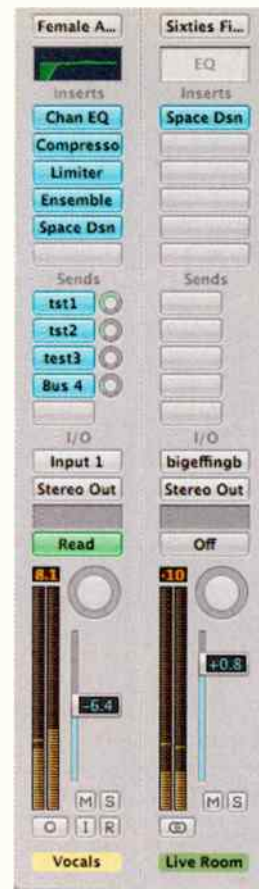 Female A...
Inserts
Chan EQ
Compresso
Limiter
Ensemble
Space Dsn
Sends
tst1
tst2
test3
Bus 4
I/O
Input 1
Stereo Out
Read
8.1
-6.4
M S
I R
Vocals
Sixties Fi...
EQ
Inserts
Space Dsn
Sends
I/O
bigeffingb
Stereo Out
Off
-10
+0.8
M S
Live Room